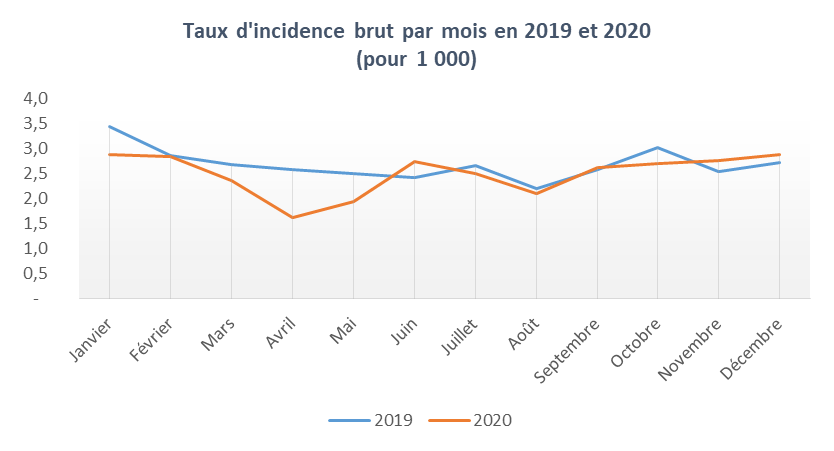 Taux d'incidence brut par mois en 2019 et 2020
(pour 1 000)
4,0
3,5
3,0
2,5
2,0
1,5
1,0
0,5
-
Janvier
Février
Mars
Avril
Mai
Juin
Juillet
Août
Septembre
Octobre
Novembre
Décembre
2019
2020